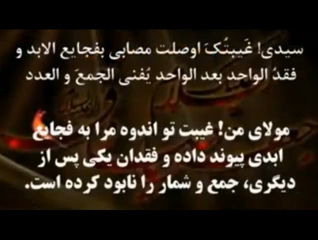 سیدی! غَیبتُکَ اوصلت مصابی بفجایع الابد و
فقدُ الواحد بعد الواحد یُفنی الجمعَ و العدد
مولای من! غیبت تو اندوه مرا به فجایع
ابدی پیوند داده و فقدان یکی پس از
دیگری، جمع و شمار را نابود کرده است.